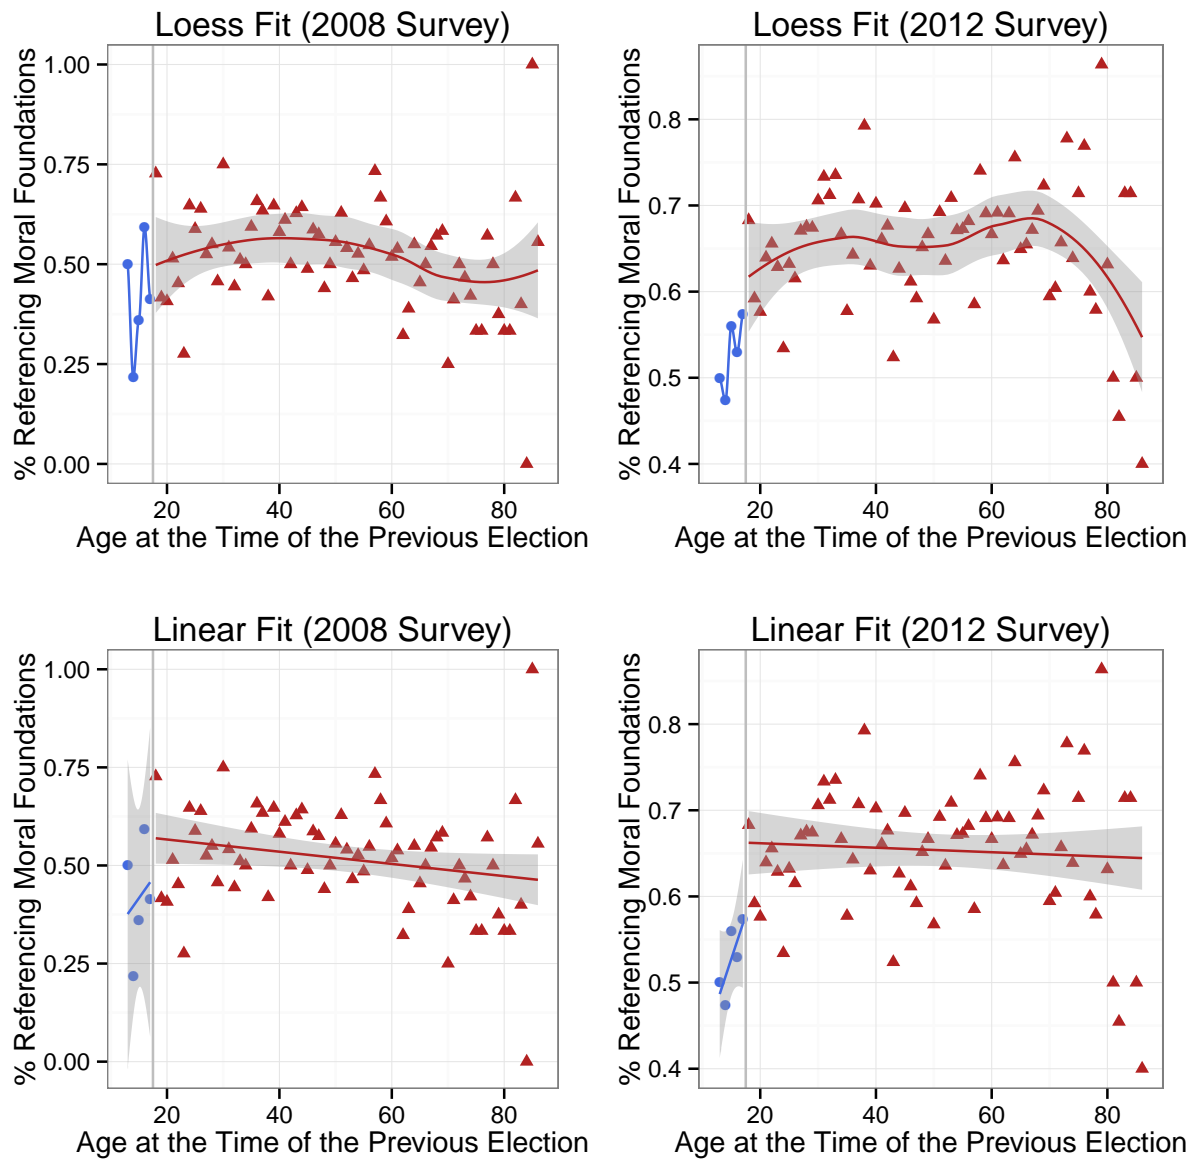 Loess Fit (2008 Survey)
% Referencing Moral Foundations
1.00
0.75
0.50
0.25
0.00
20 40 60 80
Age at the Time of the Previous Election
Loess Fit (2012 Survey)
% Referencing Moral Foundations
0.8
0.7
0.6
0.5
0.4
20 40 60 80
Age at the Time of the Previous Election
Linear Fit (2008 Survey)
% Referencing Moral Foundations
1.00
0.75
0.50
0.25
0.00
20 40 60 80
Age at the Time of the Previous Election
Linear Fit (2012 Survey)
% Referencing Moral Foundations
0.8
0.7
0.6
0.5
0.4
20 40 60 80
Age at the Time of the Previous Election